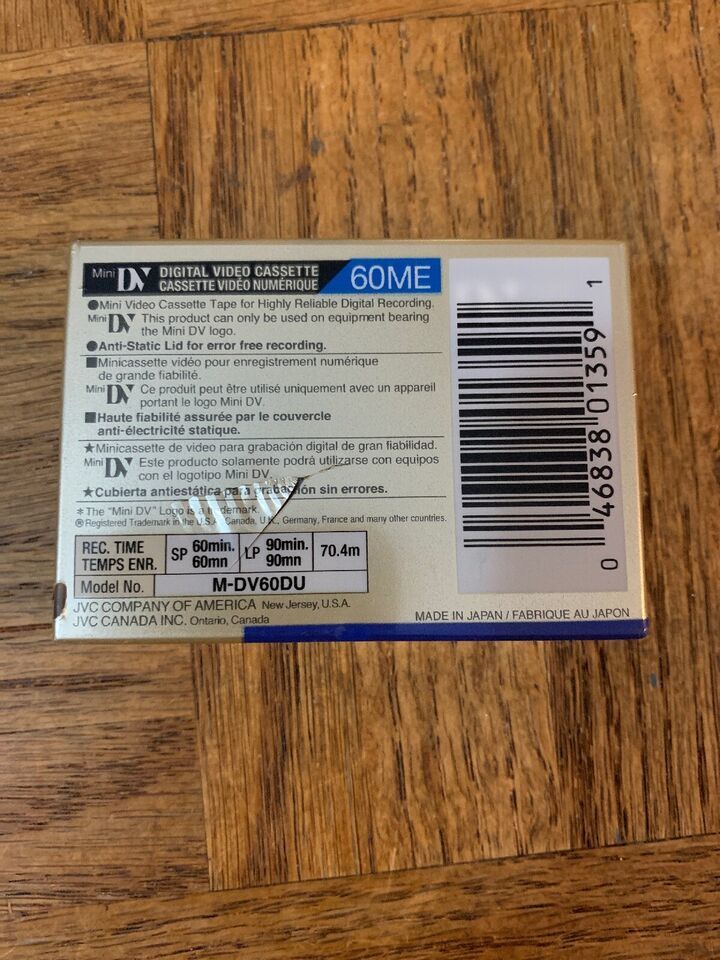 Mini DV DIGITAL VIDEO CASSETTE
CASSETTE VIDÉO NUMÉRIQUE
60ME
●Mini Video Cassette Tape for Highly Reliable Digital Recording.
Mini DV This product can only be used on equipment bearing
the Mini DV logo.
●Anti-Static Lid for error free recording.
■Minicassette vidéo pour enregistrement numérique
de grande fiabilité.
Mini DV Ce produit peut être utilisé uniquement avec un appareil
portant le logo Mini DV.
■Haute fiabilité assurée par le couvercle
anti-électricité statique.
★Minicassette de video para grabación digital de gran fiabilidad.
Mini DV Este producto solamente podrá utilizarse con equipos
con el logotipo Mini DV.
★Cubierta antiestática para grabación sin errores.
* The "Mini DV" Logo is a trademark.
® Registered Trademark in the U.S.A., Canada, U.K., Germany, France and many other countries.
REC. TIME
TEMPS ENR.
SP 60min.
60mn
LP 90min.
90mn
70.4m
Model No. M-DV60DU
JVC COMPANY OF AMERICA New Jersey, U.S.A.
JVC CANADA INC. Ontario, Canada
MADE IN JAPAN / FABRIQUE AU JAPON
0 46838 01359 1